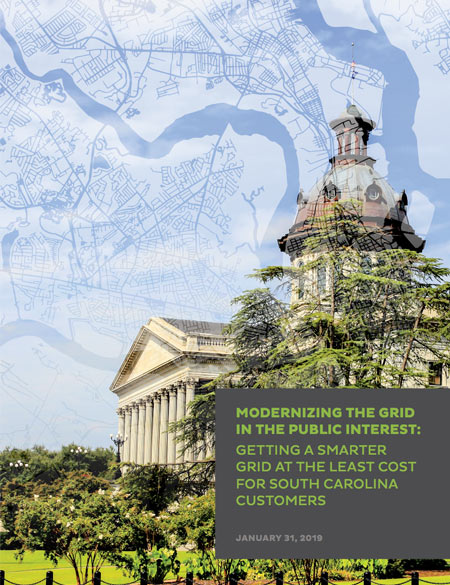 MODERNIZING THE GRID
IN THE PUBLIC INTEREST:
GETTING A SMARTER
GRID AT THE LEAST COST
FOR SOUTH CAROLINA
CUSTOMERS
JANUARY 31, 2019